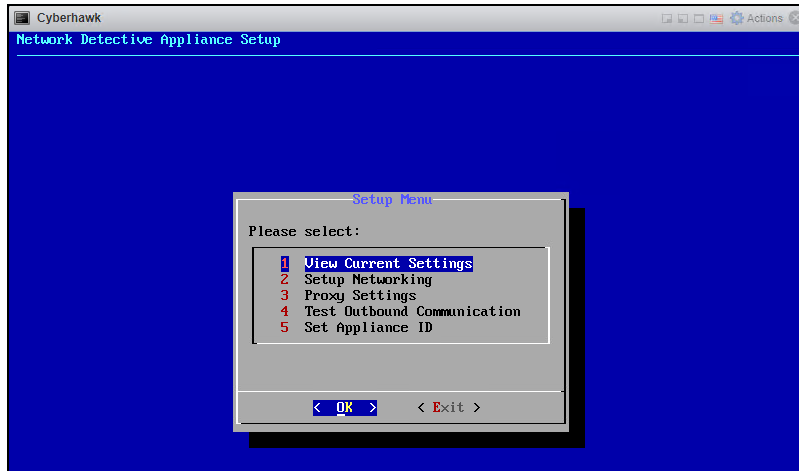 Cyberhawk Actions
Network Detective Appliance Setup
Setup Menu
Please select:
1 View Current Settings
2 Setup Networking
3 Proxy Settings
4 Test Outbound Communication
5 Set Appliance ID
< OK > < Exit >